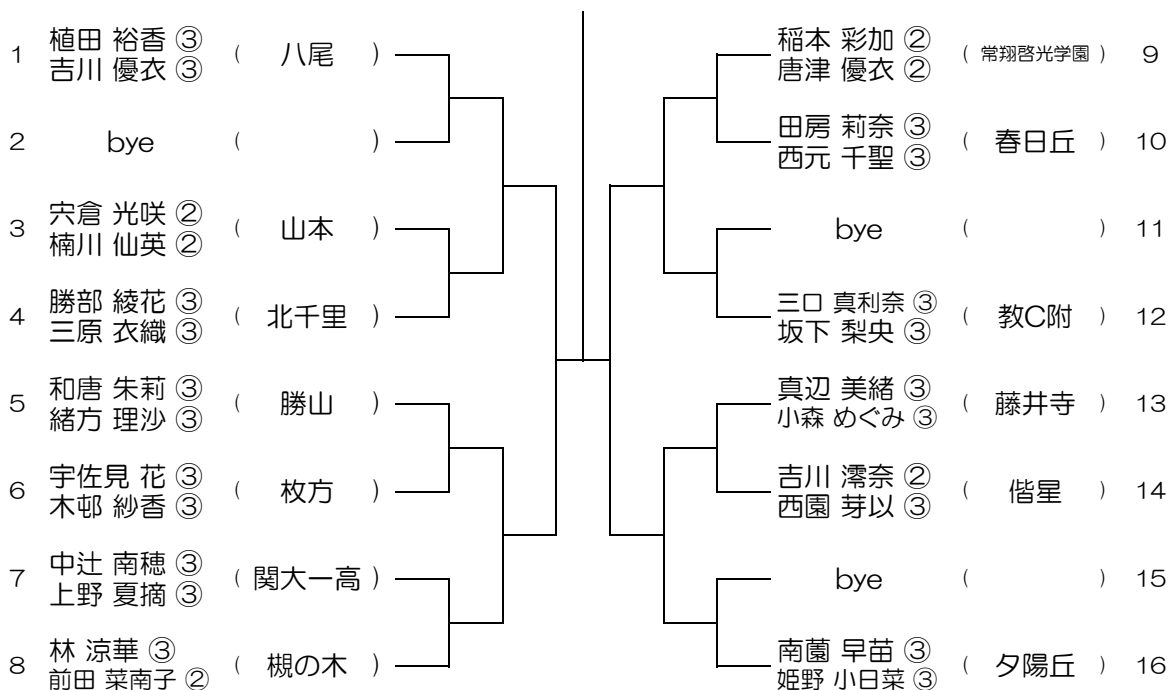 1 植田 裕香 ③ ( 八尾 )
吉川 優衣 ③
2 bye ( )
3 宍倉 光咲 ② ( 山本 )
楠川 仙英 ②
4 勝部 綾花 ③ ( 北千里 )
三原 衣織 ③
5 和唐 朱莉 ③ ( 勝山 )
緒方 理沙 ③
6 宇佐見 花 ③ ( 枚方 )
木邨 紗香 ③
7 中辻 南穂 ③ ( 関大一高 )
上野 夏摘 ③
8 林 涼華 ③ ( 槻の木 )
前田 菜南子 ②
稲本 彩加 ② ( 常翔啓光学園 ) 9
唐津 優衣 ②
田房 莉奈 ③ ( 春日丘 ) 10
西元 千聖 ③
bye ( ) 11
三口 真利奈 ③ ( 教C附 ) 12
坂下 梨央 ③
真辺 美緒 ③ ( 藤井寺 ) 13
小森 めぐみ ③
吉川 澪奈 ② ( 偕星 ) 14
西園 芽以 ③
bye ( ) 15
南薗 早苗 ③ ( 夕陽丘 ) 16
姫野 小日菜 ③